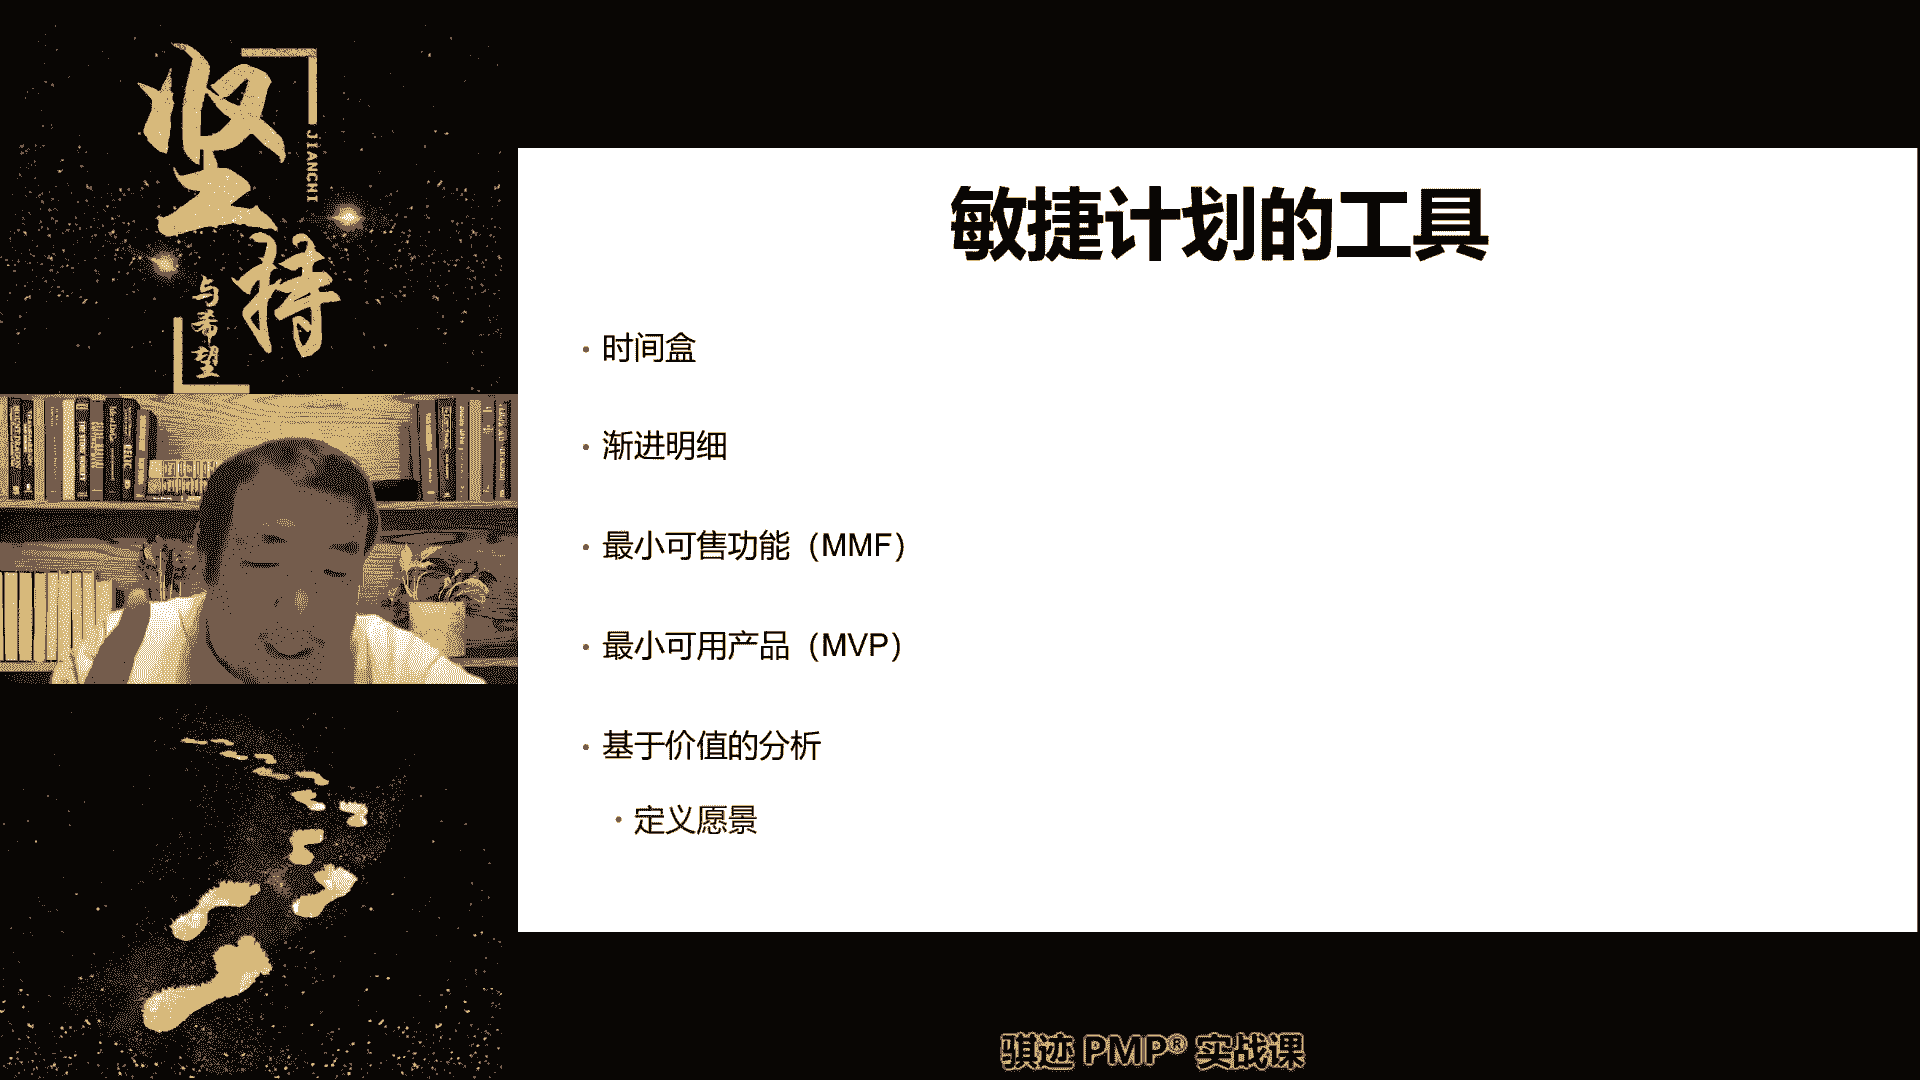 坚持
JIANCHI
与希望
敏捷计划的工具
· 时间盒
· 渐进明细
· 最小可售功能（MMF）
· 最小可用产品（MVP）
· 基于价值的分析
· 定义愿景
骐迹 PMP® 实战课